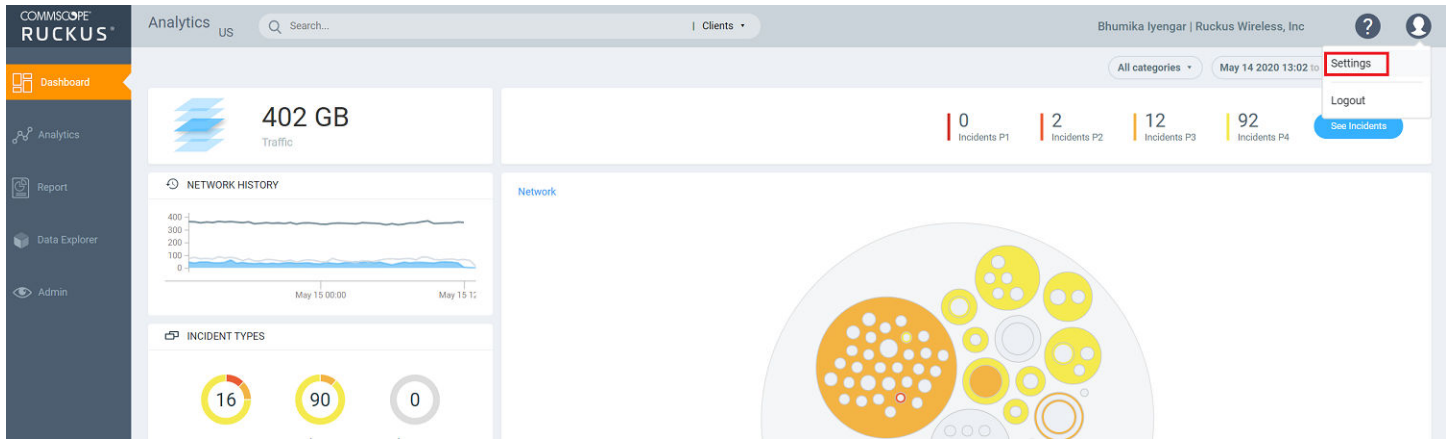 COMMSCOPE®
RUCKUS®
Analytics US
Search...
| Clients
Bhumika Iyengar | Ruckus Wireless, Inc
?
Settings
Logout
Dashboard
Analytics
Report
Data Explorer
Admin
All categories
May 14 2020 13:02 to
402 GB
Traffic
0
Incidents P1
2
Incidents P2
12
Incidents P3
92
Incidents P4
See Incidents
NETWORK HISTORY
400
300
200
100
0
May 15 00:00
May 15 12
Network
INCIDENT TYPES
16
90
0